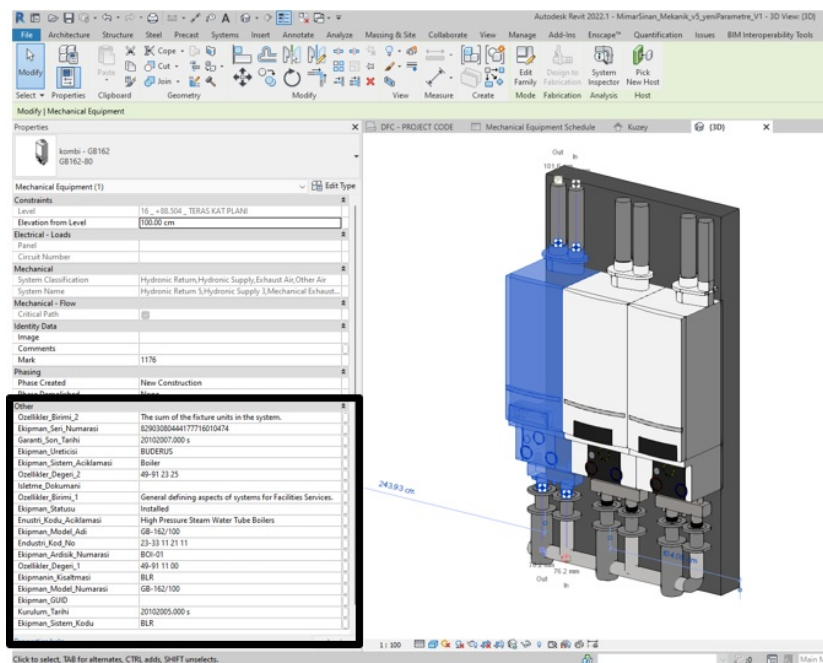 Autodesk Revit 2022.1 - MimarSinan_Mekanik_v5_yeniParametre_V1 - 3D View: {3D}
File Architecture Structure Steel Precast Systems Insert Annotate Analyze Massing & Site Collaborate View Manage Add-Ins Enscape™ Quantification Issues BIM Interoperability Tools
Modify Paste Cope Cut Join Edit Family Design to Fabrication System Inspector Pick New Host
Select Properties Clipboard Geometry Modify View Measure Create Mode Fabrication Analysis Host
Modify | Mechanical Equipment
Properties
DFC - PROJECT CODE Mechanical Equipment Schedule Kuzey {3D}
kombi - GB162
GB162-80
Mechanical Equipment (1) Edit Type
Constraints
Level 16 _ +88.504 _ TERAS KAT PLANI
Elevation from Level 100.00 cm
Electrical - Loads
Panel
Circuit Number
Mechanical
System Classification Hydronic Return,Hydronic Supply,Exhaust Air,Other Air
System Name Hydronic Return 5,Hydronic Supply 3,Mechanical Exhaust...
Mechanical - Flow
Critical Path
Identity Data
Image
Comments
Mark 1176
Phasing
Phase Created New Construction
Phase Demolished None
Other
Ozellikler_Birimi_2 The sum of the fixture units in the system.
Ekipman_Seri_Numarasi 82903080444177716010474
Garanti_Son_Tarihi 20102007.000 s
Ekipman_Ureticisi BUDERUS
Ekipman_Sistem_Aciklamasi Boiler
Ozellikler_Degeri_2 49-91 23 25
Isletme_Dokumani
Ozellikler_Birimi_1 General defining aspects of systems for Facilities Services.
Ekipman_Statusu Installed
Enustri_Kodu_Aciklamasi High Pressure Steam Water Tube Boilers
Ekipman_Model_Adi GB-162/100
Endustri_Kod_No 23-33 11 21 11
Ekipman_Ardisik_Numarasi BOI-01
Ozellikler_Degeri_1 49-91 11 00
Ekipmanin_Kisaltmasi BLR
Ekipman_Model_Numarasi GB-162/100
Ekipman_GUID
Kurulum_Tarihi 20102005.000 s
Ekipman_Sistem_Kodu BLR
Out In
243.93 cm
76.2 mm
Out In
1 : 100
Click to select, TAB for alternates, CTRL adds, SHIFT unselects.
:0 Main M